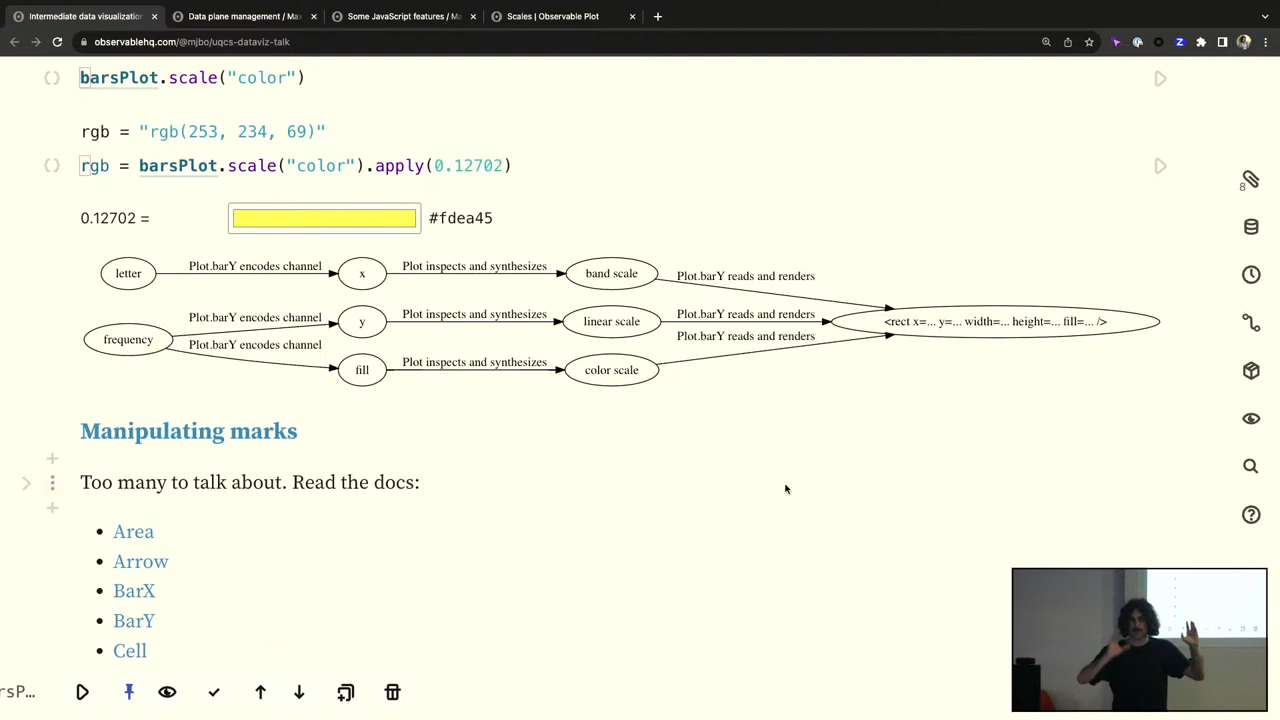 Intermediate data visualization
Data plane management / Max
Some JavaScript features / M
Scales | Observable Plot
observablehq.com/@mjbo/uqcs-dataviz-talk
barsPlot.scale("color")
rgb = "rgb(253, 234, 69)"
rgb = barsPlot.scale("color").apply(0.12702)
8
0.12702 =
#fdea45
letter
Plot.barY encodes channel
x
Plot inspects and synthesizes
band scale
Plot.barY reads and renders
frequency
Plot.barY encodes channel
y
Plot inspects and synthesizes
linear scale
Plot.barY reads and renders
<rect x=... y=... width=... height=... fill=... />
Plot.barY encodes channel
fill
Plot inspects and synthesizes
color scale
Plot.barY reads and renders
Manipulating marks
Too many to talk about. Read the docs:
Area
Arrow
BarX
BarY
Cell
rsP...